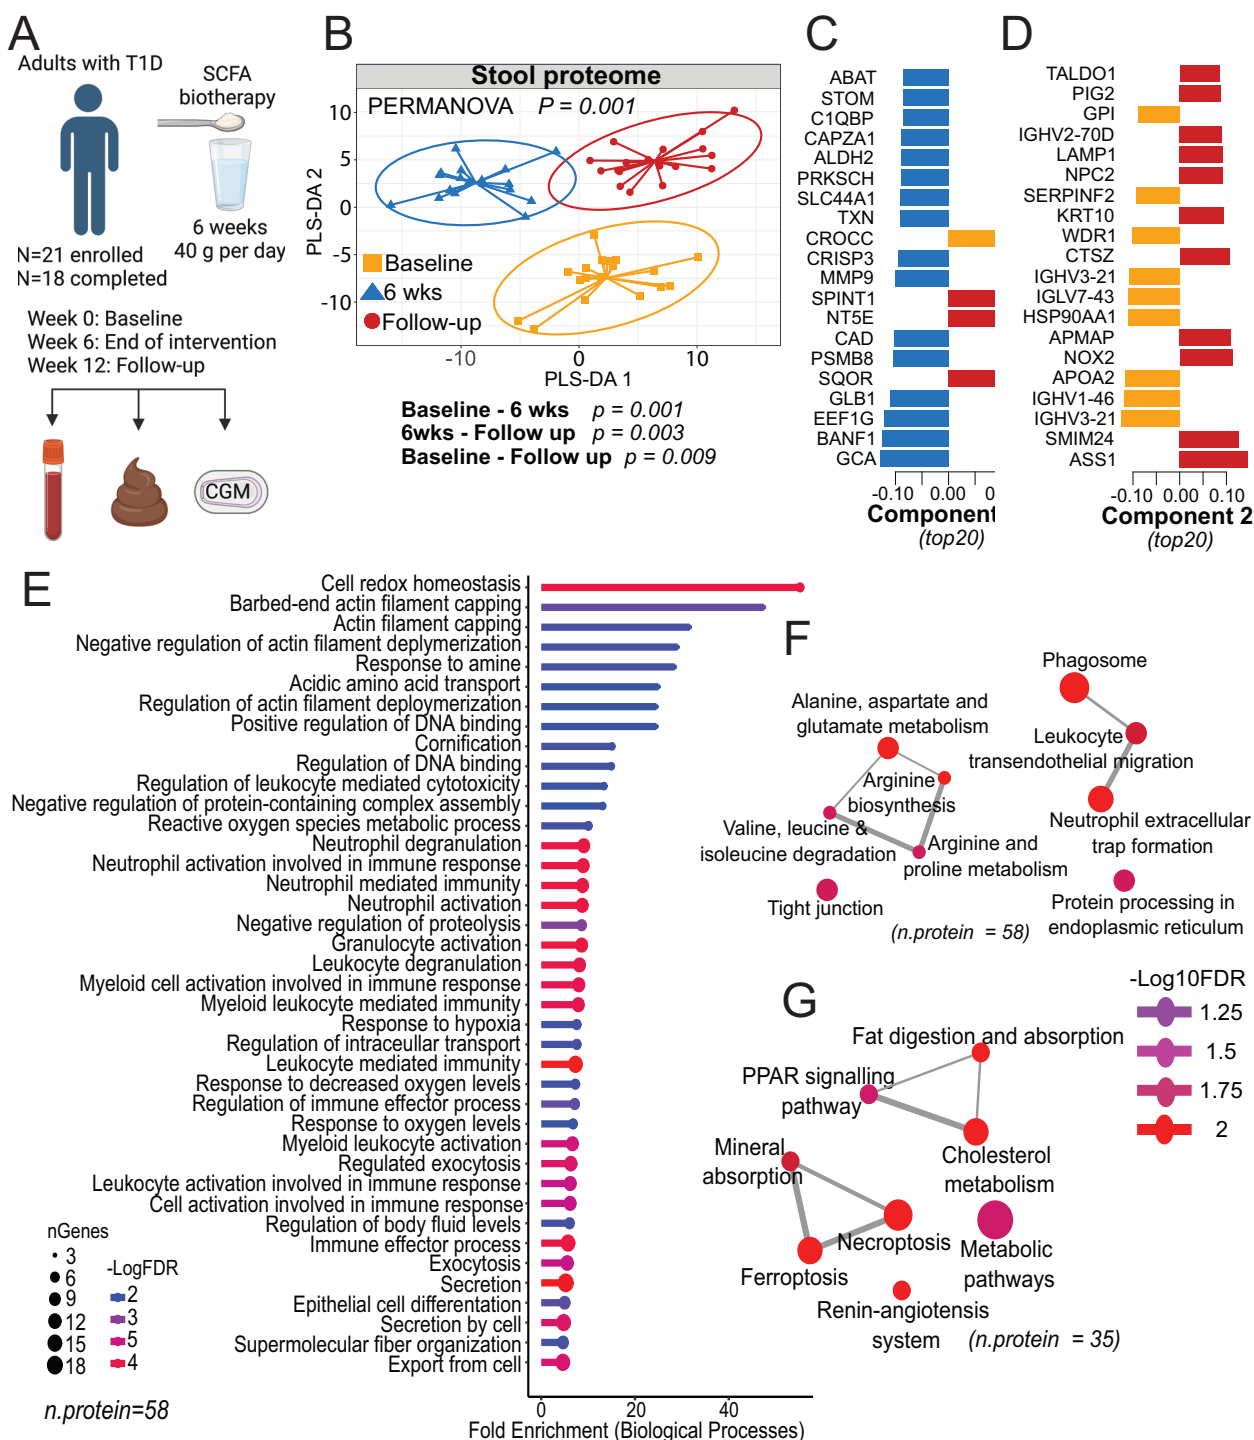 A
Adults with T1D
SCFA
biotherapy
6 weeks
40 g per day
N=21 enrolled
N=18 completed
Week 0: Baseline
Week 6: End of intervention
Week 12: Follow-up
CGM
B
Stool proteome
PERMANOVA P = 0.001
10
5
0
-5
-10
PLS-DA 2
Baseline
6 wks
Follow-up
-10 0 10
PLS-DA 1
Baseline - 6 wks p = 0.001
6wks - Follow up p = 0.003
Baseline - Follow up p = 0.009
C
ABAT
STOM
C1QBP
CAPZA1
ALDH2
PRKSCH
SLC44A1
TXN
CROCC
CRISP3
MMP9
SPINT1
NT5E
CAD
PSMB8
SQOR
GLB1
EEF1G
BANF1
GCA
-0.10 0.00 0
Component
(top20)
D
TALDO1
PIG2
GPI
IGHV2-70D
LAMP1
NPC2
SERPINF2
KRT10
WDR1
CTSZ
IGHV3-21
IGLV7-43
HSP90AA1
APMAP
NOX2
APOA2
IGHV1-46
IGHV3-21
SMIM24
ASS1
-0.10 0.00 0.10
Component 2
(top20)
E
Cell redox homeostasis
Barbed-end actin filament capping
Actin filament capping
Negative regulation of actin filament deplymerization
Response to amine
Acidic amino acid transport
Regulation of actin filament deploymerization
Positive regulation of DNA binding
Cornification
Regulation of DNA binding
Regulation of leukocyte mediated cytotoxicity
Negative regulation of protein-containing complex assembly
Reactive oxygen species metabolic process
Neutrophil degranulation
Neutrophil activation involved in immune response
Neutrophil mediated immunity
Neutrophil activation
Negative regulation of proteolysis
Granulocyte activation
Leukocyte degranulation
Myeloid cell activation involved in immune response
Myeloid leukocyte mediated immunity
Response to hypoxia
Regulation of intraceullar transport
Leukocyte mediated immunity
Response to decreased oxygen levels
Regulation of immune effector process
Response to oxygen levels
Myeloid leukocyte activation
Regulated exocytosis
Leukocyte activation involved in immune response
Cell activation involved in immune response
Regulation of body fluid levels
Immune effector process
Exocytosis
Secretion
Epithelial cell differentation
Secretion by cell
Supermolecular fiber organization
Export from cell
0 20 40
Fold Enrichment (Biological Processes)
nGenes
3
6
9
12
15
18
-LogFDR
2
3
5
4
n.protein=58
F
Phagosome
Alanine, aspartate and
glutamate metabolism
Leukocyte
transendothelial migration
Arginine
biosynthesis
Valine, leucine &
isoleucine degradation
Arginine and
proline metabolism
Neutrophil extracellular
trap formation
Tight junction
Protein processing in
endoplasmic reticulum
(n.protein = 58)
G
-Log10FDR
1.25
1.5
1.75
2
Fat digestion and absorption
PPAR signalling
pathway
Cholesterol
metabolism
Mineral
absorption
Necroptosis
Ferroptosis
Metabolic
pathways
Renin-angiotensis
system
(n.protein = 35)